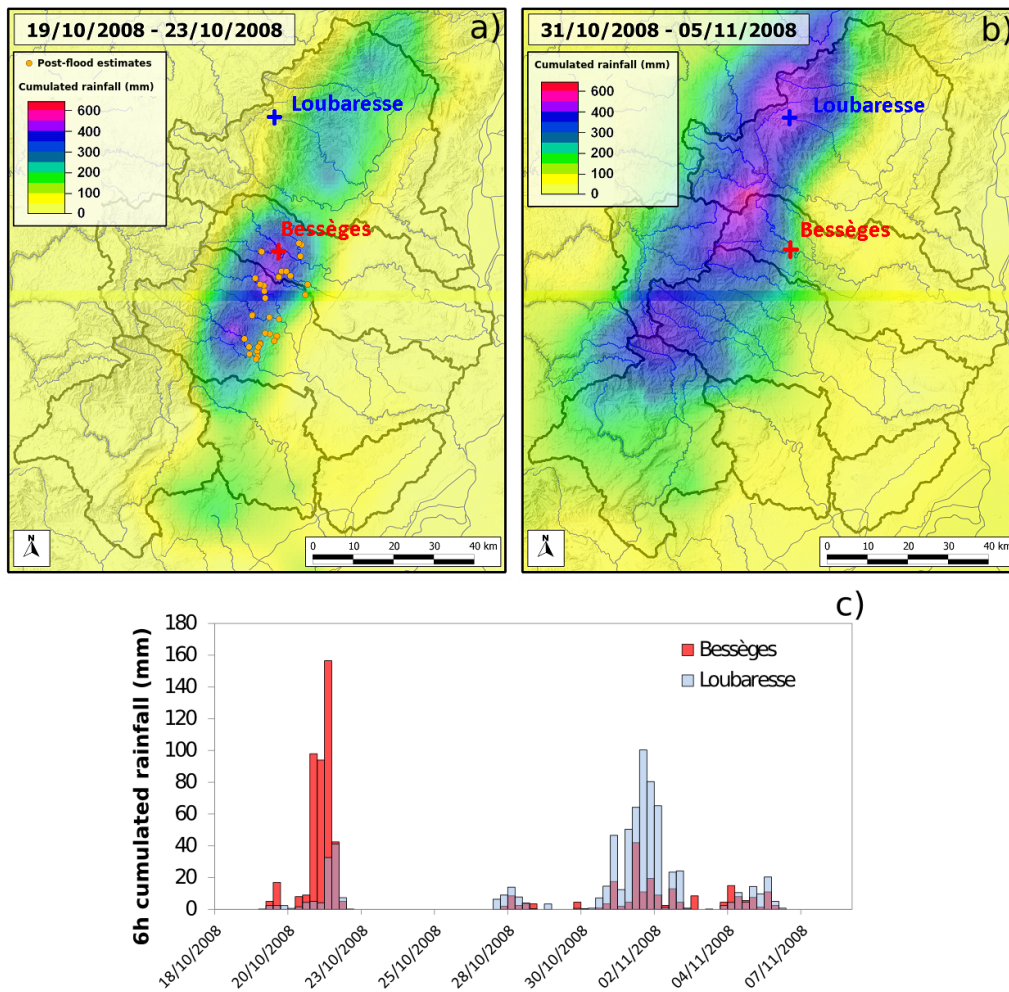 19/10/2008 - 23/10/2008
a)
Post-flood estimates
Cumulated rainfall (mm)
600
500
400
300
200
100
0
Loubaresse
Bessèges
N
0 10 20 30 40 km
31/10/2008 - 05/11/2008
b)
Cumulated rainfall (mm)
600
500
400
300
200
100
0
Loubaresse
Bessèges
N
0 10 20 30 40 km
c)
6h cumulated rainfall (mm)
180
160
140
120
100
80
60
40
20
0
Bessèges
Loubaresse
18/10/2008
20/10/2008
23/10/2008
25/10/2008
28/10/2008
30/10/2008
02/11/2008
04/11/2008
07/11/2008